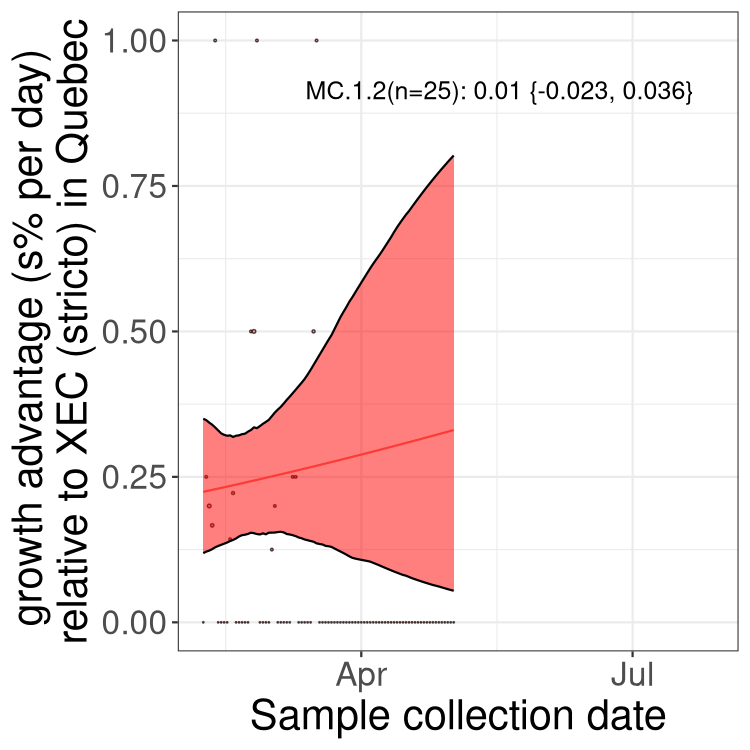 growth advantage (s% per day)
relative to XEC (stricto) in Quebec
1.00
0.75
0.50
0.25
0.00
MC.1.2(n=25): 0.01 {-0.023, 0.036}
Apr
Jul
Sample collection date